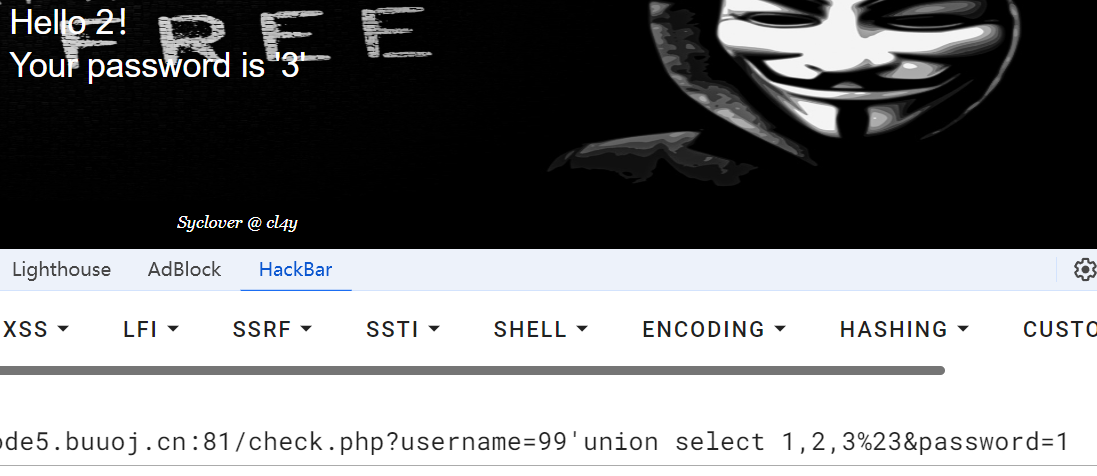 Hello 2!
FREE
Your password is '3'
Syclover @ cl4y
Lighthouse AdBlock HackBar
XSS LFI SSRF SSTI SHELL ENCODING HASHING CUSTO
ode5.buuoj.cn:81/check.php?username=99'union select 1,2,3%23&password=1